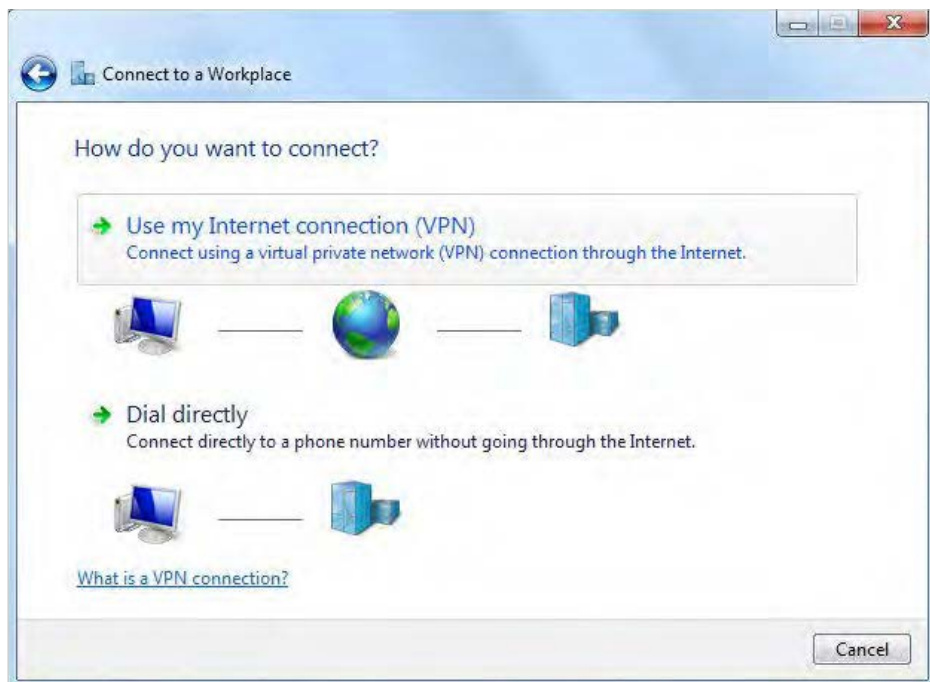 Connect to a Workplace
How do you want to connect?
Use my Internet connection (VPN)
Connect using a virtual private network (VPN) connection through the Internet.
Dial directly
Connect directly to a phone number without going through the Internet.
What is a VPN connection?
Cancel